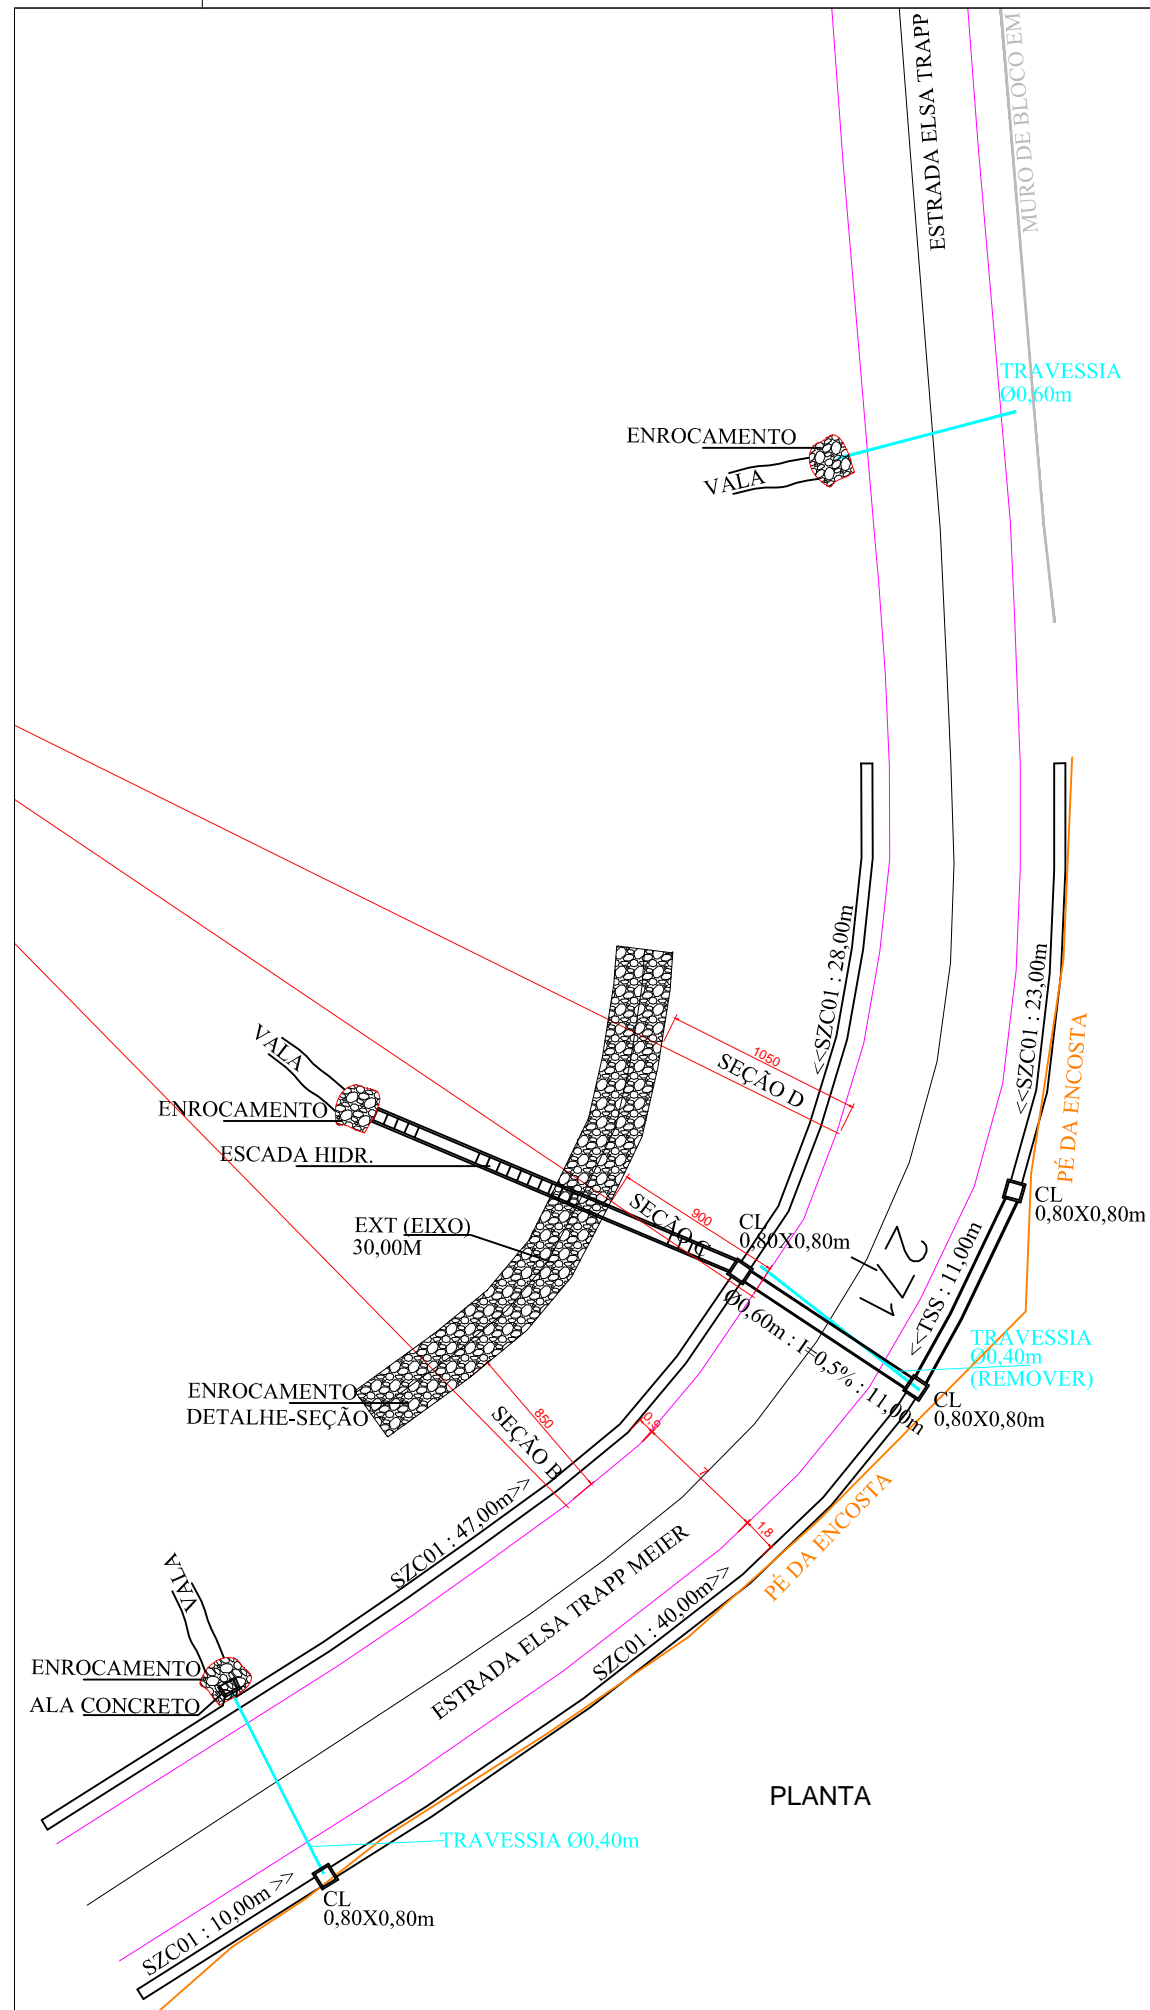 ESTRADA ELSA TRAPP
MURO DE BLOCO EM
TRAVESSIA
Ø0,60m
ENROCAMENTO
VALA
<<SZC01 : 28,00m
<<SZC01 : 23,00m
PÉ DA ENCOSTA
1050
SEÇÃO D
VALA
ENROCAMENTO
ESCADA HIDR.
EXT (EIXO)
30,00M
900
SEÇÃO C
CL
0,80X0,80m
CL
0,80X0,80m
271
<<TSS : 11,00m
Ø0,60m : I=0,5% : 11,00m
TRAVESSIA
Ø0,40m
(REMOVER)
CL
0,80X0,80m
ENROCAMENTO
DETALHE-SEÇÃO
850
SEÇÃO B
0.9
7
1.8
SZC01 : 47,00m>>
PÉ DA ENCOSTA
ESTRADA ELSA TRAPP MEIER
SZC01 : 40,00m>>
VALA
ENROCAMENTO
ALA CONCRETO
PLANTA
TRAVESSIA Ø0,40m
CL
0,80X0,80m
SZC01 : 10,00m >>